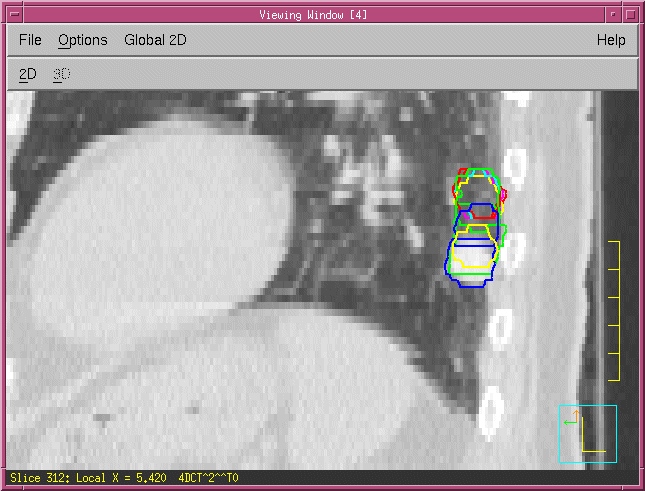 Viewing Window [4]
File Options Global 2D Help
2D 3D
Slice 312: Local X = 5.420 4DCT^2^^T0